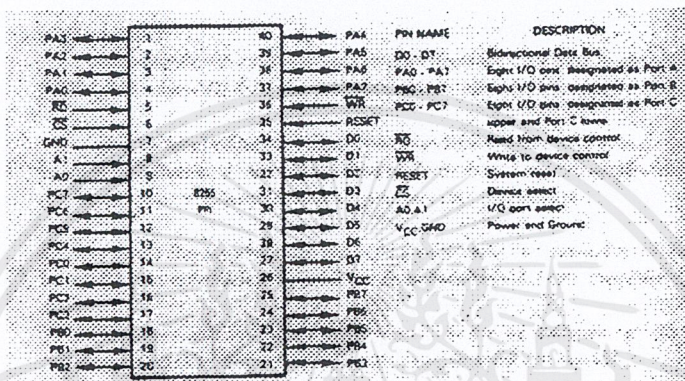 PA3 1 40 PA4 PIN NAME DESCRIPTION
PA2 2 39 PA5 D0 - D7 Bidirectional Data Bus
PA1 3 38 PA6 PA0 - PA7 Eight I/O pins designated as Port A
PA0 4 37 PA7 PB0 - PB7 Eight I/O pins designated as Port B
RD 5 36 WR PC0 - PC7 Eight I/O pins designated as Port C
CS 6 35 RESET upper and Port C lower
GND 7 34 D0 RD Read from device control
A1 8 33 D1 WR Write to device control
A0 9 32 D2 RESET System reset
PC7 10 8255 31 D3 CS Device select
PC6 11 PPI 30 D4 A0,A1 I/O port select
PC5 12 29 D5 VCC,GND Power and Ground
PC4 13 28 D6
PC0 14 27 D7
PC1 15 26 VCC
PC2 16 25 PB7
PC3 17 24 PB6
PB0 18 23 PB5
PB1 19 22 PB4
PB2 20 21 PB3